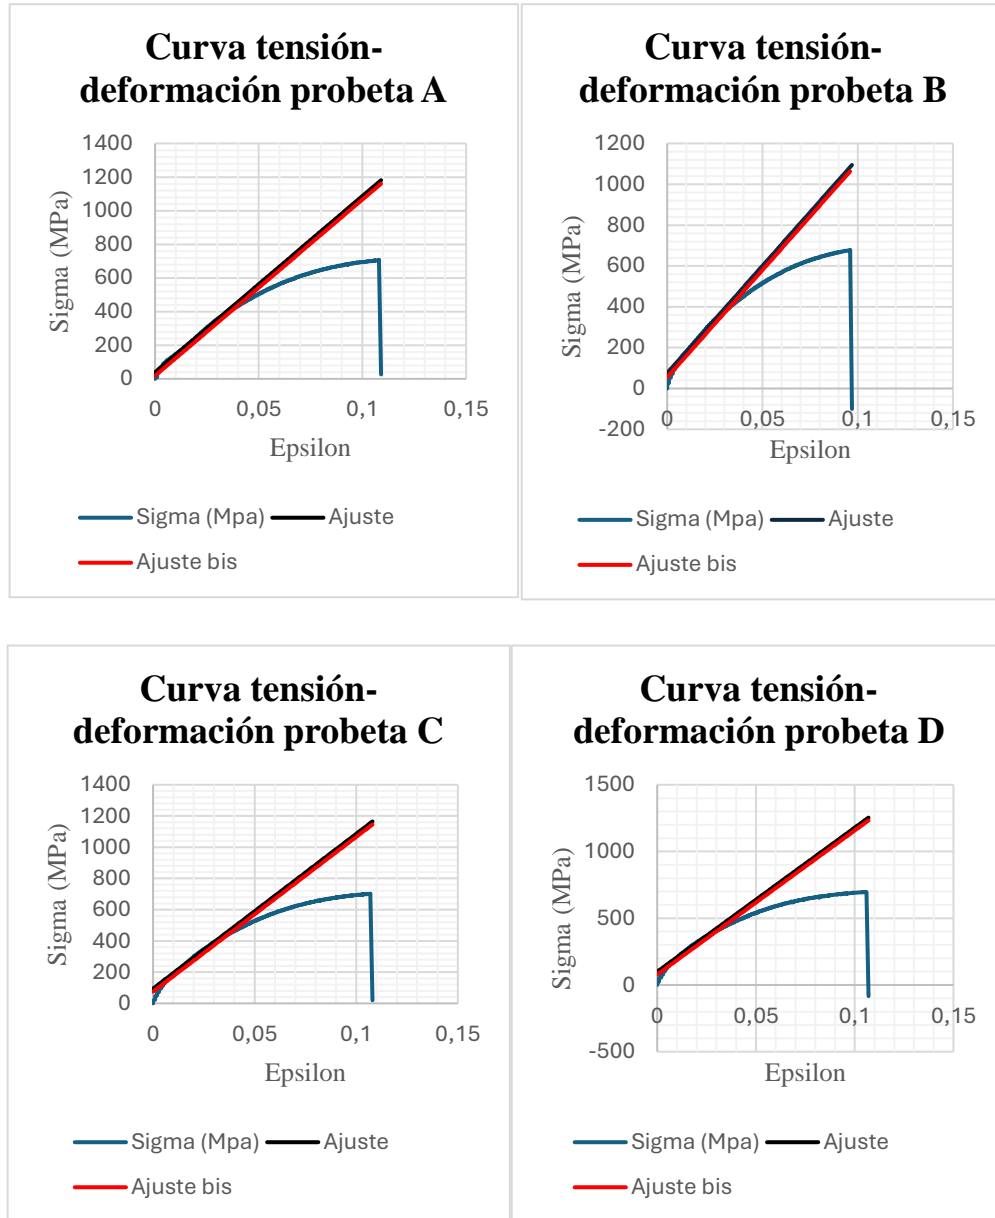 Curva tensión-
deformación probeta A
1400
1200
1000
800
600
400
200
0
Sigma (MPa)
0
0,05
0,1
0,15
Epsilon
Sigma (Mpa)
Ajuste
Ajuste bis
Curva tensión-
deformación probeta B
1200
1000
800
600
400
200
0
-200
Sigma (MPa)
0
0,05
0,1
0,15
Epsilon
Sigma (Mpa)
Ajuste
Ajuste bis
Curva tensión-
deformación probeta C
1400
1200
1000
800
600
400
200
0
Sigma (MPa)
0
0,05
0,1
0,15
Epsilon
Sigma (Mpa)
Ajuste
Ajuste bis
Curva tensión-
deformación probeta D
1500
1000
500
0
-500
Sigma (MPa)
0
0,05
0,1
0,15
Epsilon
Sigma (Mpa)
Ajuste
Ajuste bis